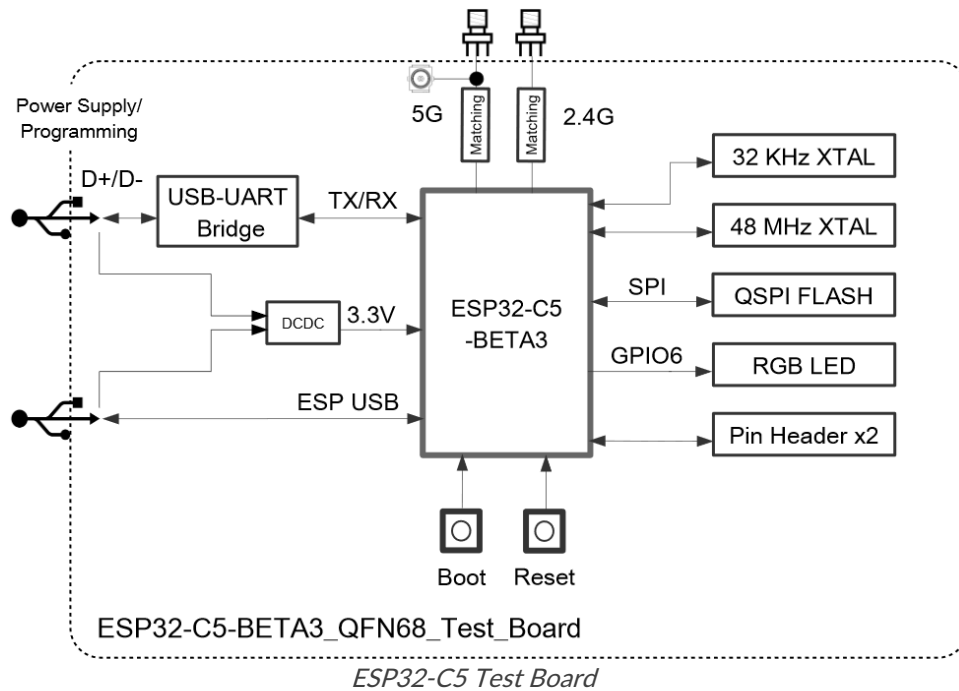 5G
Matching
Matching
2.4G
Power Supply/
Programming
D+/D-
USB-UART
Bridge
TX/RX
32 KHz XTAL
48 MHz XTAL
SPI
QSPI FLASH
DCDC
3.3V
ESP32-C5
-BETA3
GPIO6
RGB LED
ESP USB
Pin Header x2
Boot
Reset
ESP32-C5-BETA3_QFN68_Test_Board
ESP32-C5 Test Board